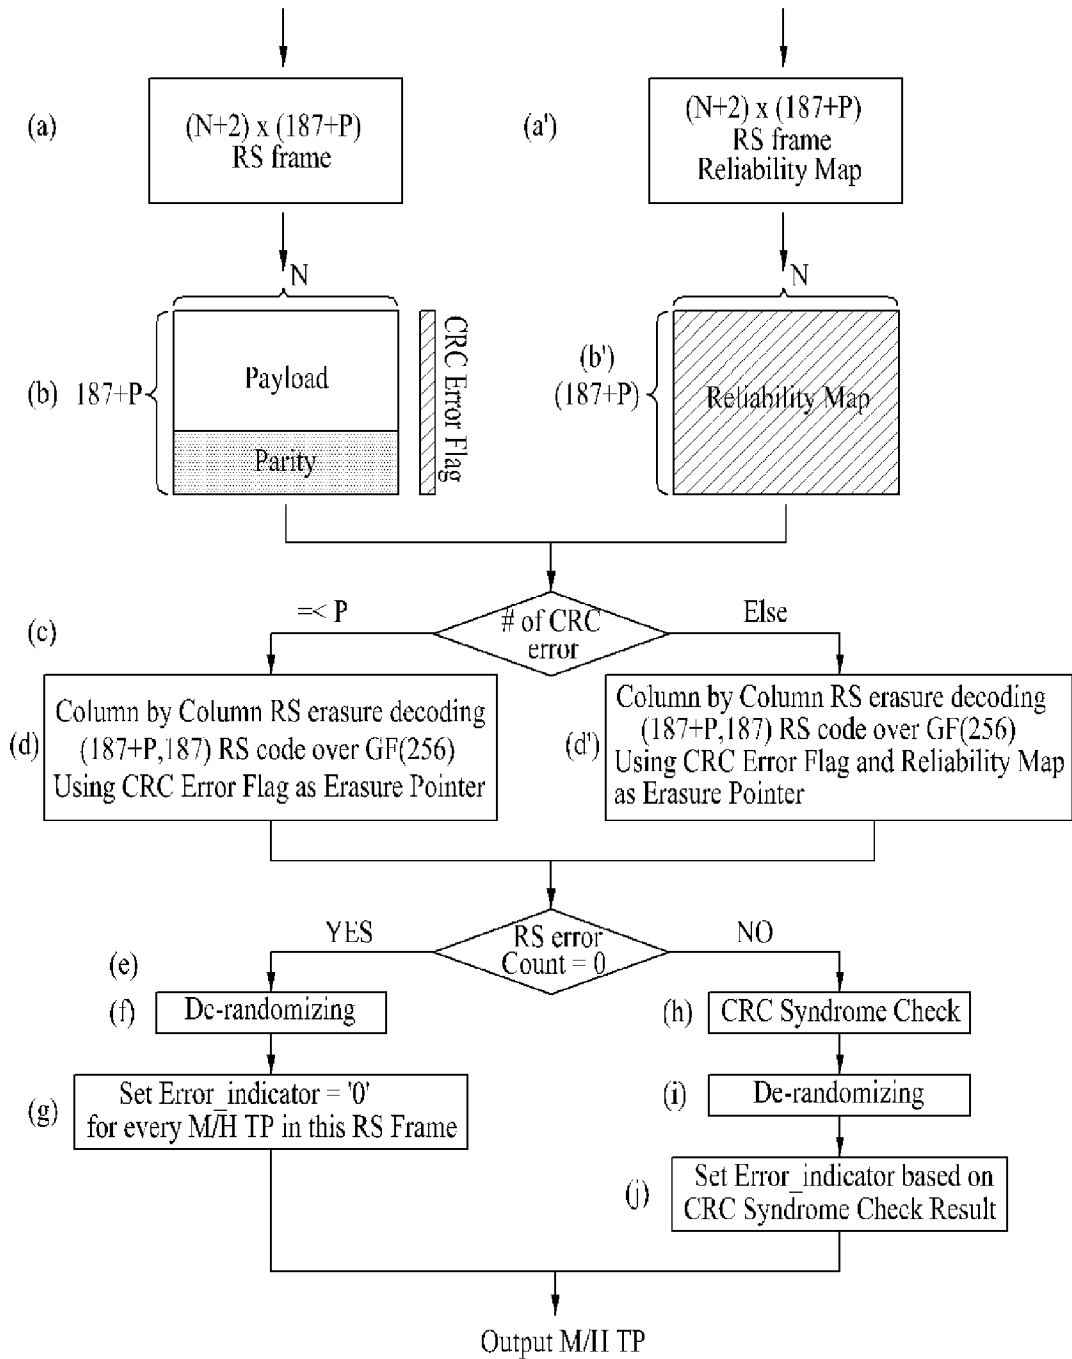 (a)
(N+2) x (187+P)
RS frame
(a')
(N+2) x (187+P)
RS frame
Reliability Map
N
N
(b)
187+P
Payload
Parity
CRC Error Flag
(b')
(187+P)
Reliability Map
(c)
=< P
# of CRC
error
Else
(d)
Column by Column RS erasure decoding
(187+P,187) RS code over GF(256)
Using CRC Error Flag as Erasure Pointer
(d')
Column by Column RS erasure decoding
(187+P,187) RS code over GF(256)
Using CRC Error Flag and Reliability Map
as Erasure Pointer
(e)
YES
RS error
Count = 0
NO
(f)
De-randomizing
(g)
Set Error_indicator = '0'
for every M/H TP in this RS Frame
(h)
CRC Syndrome Check
(i)
De-randomizing
(j)
Set Error_indicator based on
CRC Syndrome Check Result
Output M/H TP